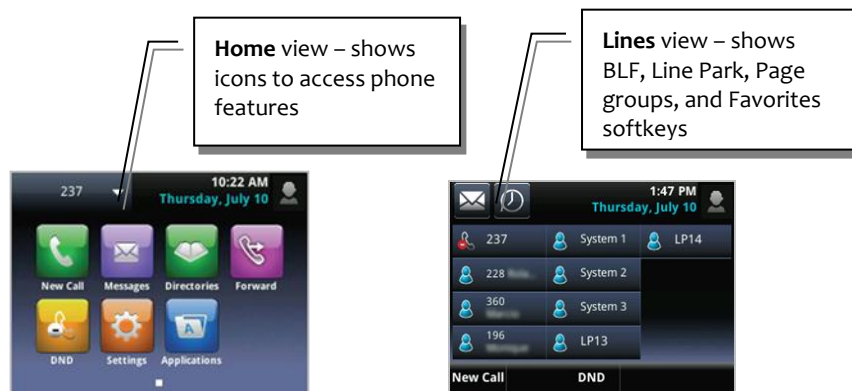 Home view – shows
icons to access phone
features
Lines view – shows
BLF, Line Park, Page
groups, and Favorites
softkeys
237
10:22 AM
Thursday, July 10
New Call
Messages
Directories
Forward
DND
Settings
Applications
A
1:47 PM
Thursday, July 10
237
System 1
LP14
228
System 2
360
System 3
196
LP13
New Call
DND